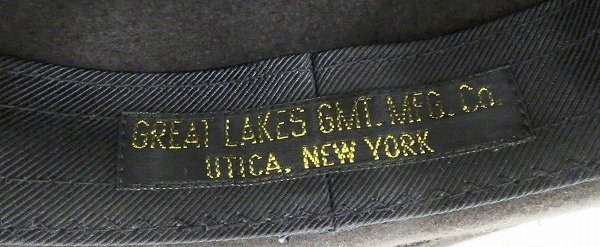 GREAT LAKES GMT. MFG. Co.
UTICA, NEW YORK